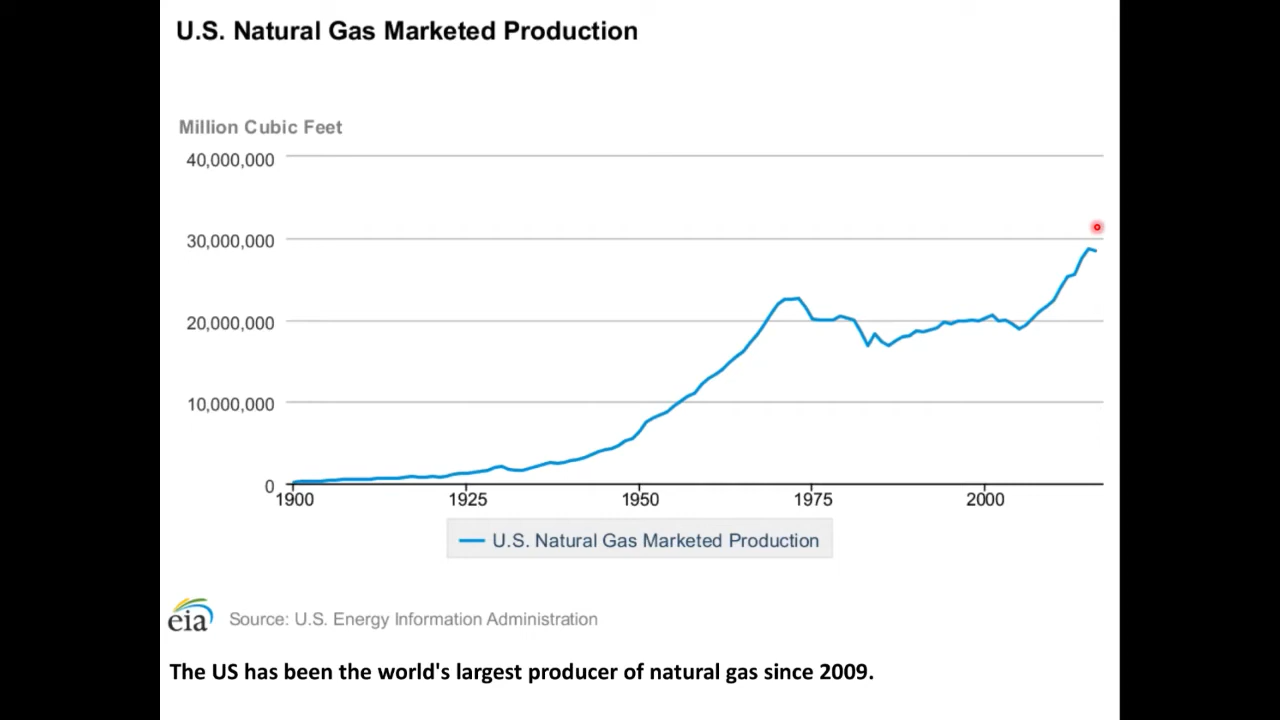 U.S. Natural Gas Marketed Production
Million Cubic Feet
40,000,000
30,000,000
20,000,000
10,000,000
0
1900 1925 1950 1975 2000
U.S. Natural Gas Marketed Production
eia Source: U.S. Energy Information Administration
The US has been the world's largest producer of natural gas since 2009.